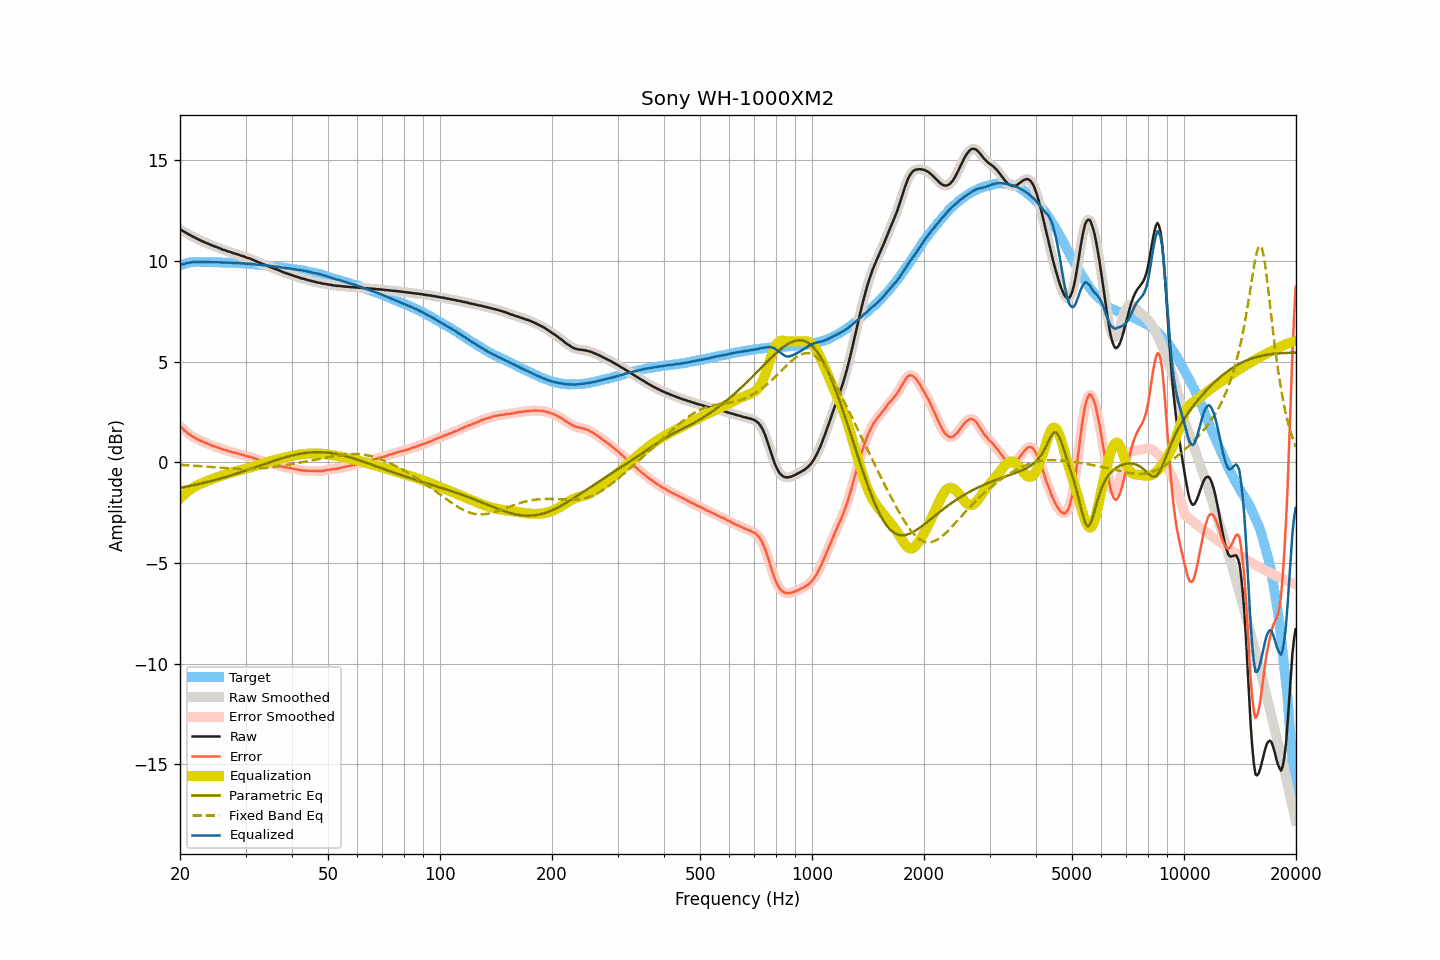 Sony WH-1000XM2
15
10
5
0
−5
−10
−15
Amplitude (dBr)
Target
Raw Smoothed
Error Smoothed
Raw
Error
Equalization
Parametric Eq
Fixed Band Eq
Equalized
20 50 100 200 500 1000 2000 5000 10000 20000
Frequency (Hz)